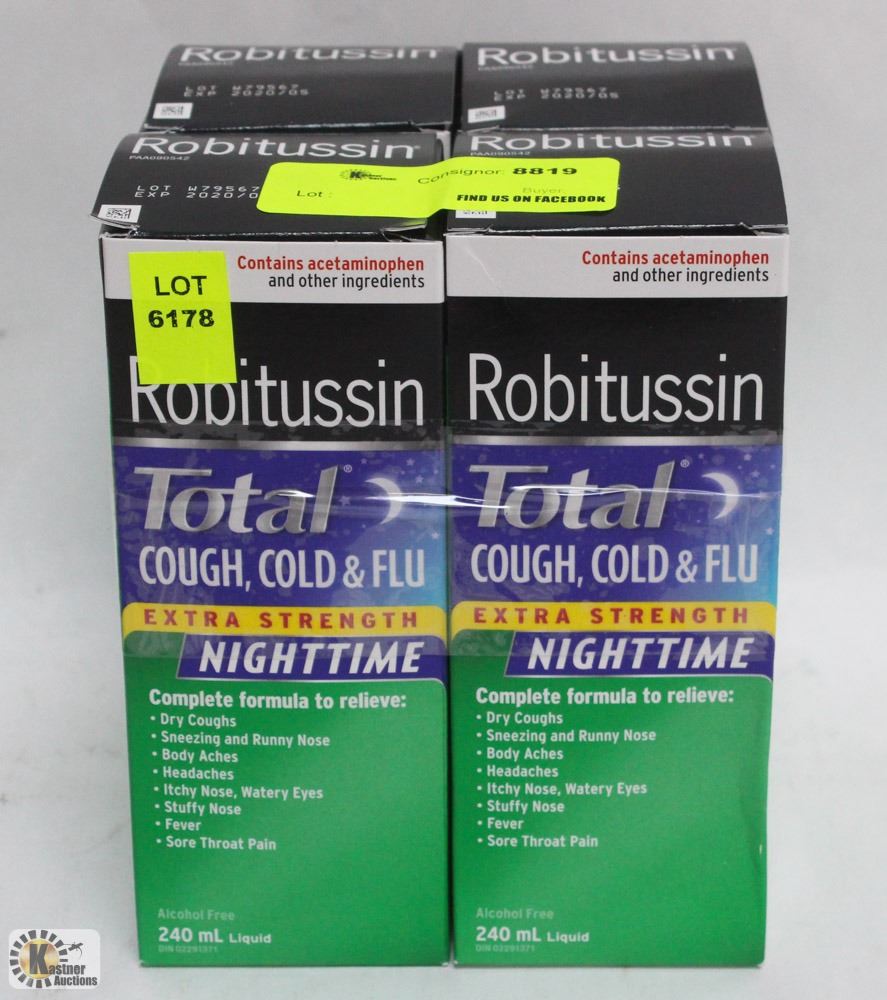 Robitussin
LOT W79567
EXP 2020/05
Robitussin
LOT W79567
EXP 2020/05
Robitussin
PAA090542
LOT W79567
EXP 2020/0
Robitussin
PAA090542
Consignor: 8819
Lot :
Buyer:
FIND US ON FACEBOOK
LOT
6178
Contains acetaminophen
and other ingredients
Robitussin
Total®
COUGH, COLD & FLU
EXTRA STRENGTH
NIGHTTIME
Complete formula to relieve:
• Dry Coughs
• Sneezing and Runny Nose
• Body Aches
• Headaches
• Itchy Nose, Watery Eyes
• Stuffy Nose
• Fever
• Sore Throat Pain
Alcohol Free
240 mL Liquid
DIN 02291371
Contains acetaminophen
and other ingredients
Robitussin
Total®
COUGH, COLD & FLU
EXTRA STRENGTH
NIGHTTIME
Complete formula to relieve:
• Dry Coughs
• Sneezing and Runny Nose
• Body Aches
• Headaches
• Itchy Nose, Watery Eyes
• Stuffy Nose
• Fever
• Sore Throat Pain
Alcohol Free
240 mL Liquid
DIN 02291371
Kastner
Auctions